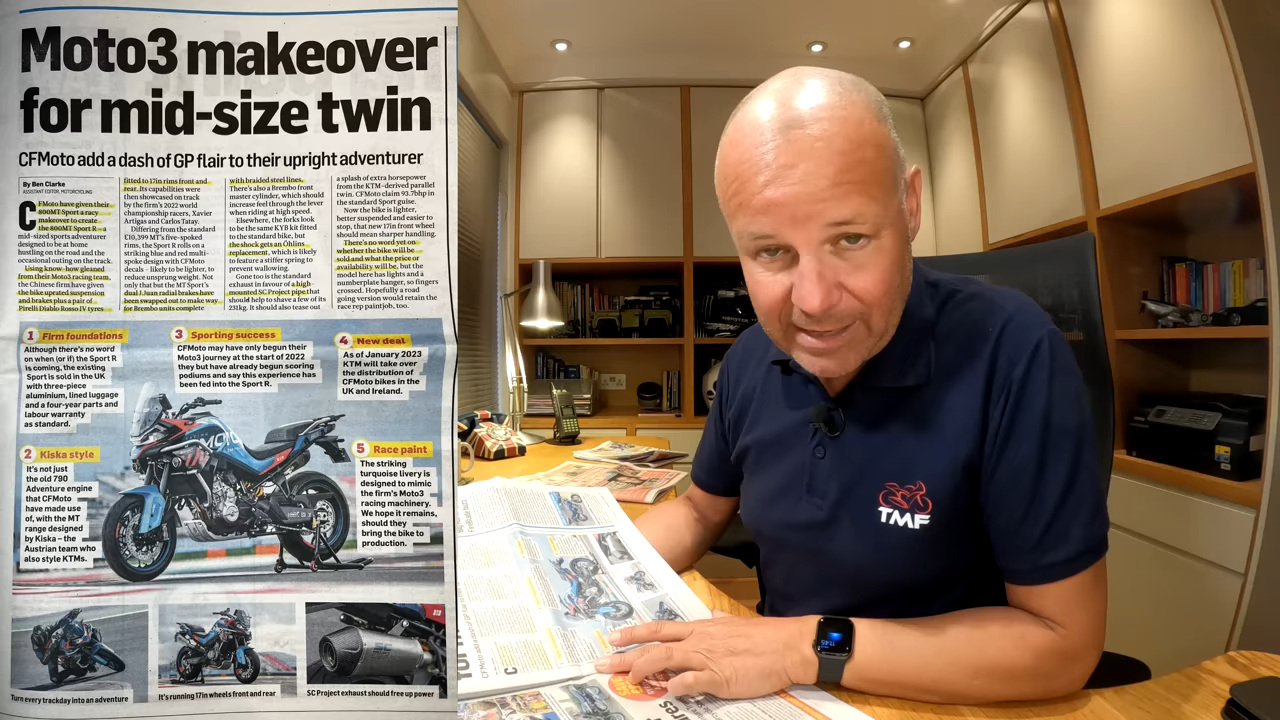 Moto3 makeover
for mid-size twin
CFMoto add a dash of GP flair to their upright adventurer
By Ben Clarke
ASSISTANT EDITOR, MOTORCYCLING
CFMoto have given their
800MT Sport a racy
makeover to create
the 800MT Sport R – a
mid-sized sports adventurer
designed to be at home
hustling on the road and the
occasional outing on the track.
Using know-how gleaned
from their Moto3 racing team,
the Chinese firm have given
the bike uprated suspension
and brakes plus a pair of
Pirelli Diablo Rosso IV tyres
fitted to 17in rims front and
rear. Its capabilities were
then showcased on track
by the firm's 2022 world
championship racers, Xavier
Artigas and Carlos Tatay.
Differing from the standard
£10,399 MT's five-spoked
rims, the Sport R rolls on a
striking blue and red multi-
spoke design with CFMoto
decals – likely to be lighter, to
reduce unsprung weight. Not
only that but the MT Sport's
dual J.Juan radial brakes have
been swapped out to make way
for Brembo units complete
with braided steel lines.
There's also a Brembo front
master cylinder, which should
increase feel through the lever
when riding at high speed.
Elsewhere, the forks look
to be the same KYB kit fitted
to the standard bike, but
the shock gets an Öhlins
replacement, which is likely
to feature a stiffer spring to
prevent wallowing.
Gone too is the standard
exhaust in favour of a high-
mounted SC Project pipe that
should help to shave a few of its
231kg. It should also tease out
a splash of extra horsepower
from the KTM-derived parallel
twin. CFMoto claim 93.7bhp in
the standard Sport guise.
Now the bike is lighter,
better suspended and easier to
stop, that new 17in front wheel
should mean sharper handling.
There's no word yet on
whether the bike will be
sold and what the price or
availability will be, but the
model here has lights and a
numberplate hanger, so fingers
crossed. Hopefully a road
going version would retain the
race rep paintjob, too.
1 Firm foundations
Although there's no word
on when (or if) the Sport R
is coming, the existing
Sport is sold in the UK
with three-piece
aluminium, lined luggage
and a four-year parts and
labour warranty
as standard.
2 Kiska style
It's not just
the old 790
Adventure engine
that CFMoto
have made use
of, with the MT
range designed
by Kiska – the
Austrian team who
also style KTMs.
3 Sporting success
CFMoto may have only begun their
Moto3 journey at the start of 2022
they but have already begun scoring
podiums and say this experience has
been fed into the Sport R.
4 New deal
As of January 2023
KTM will take over
the distribution of
CFMoto bikes in the
UK and Ireland.
5 Race paint
The striking
turquoise livery is
designed to mimic
the firm's Moto3
racing machinery.
We hope it remains,
should they
bring the bike to
production.
Turn every trackday into an adventure
It's running 17in wheels front and rear
SC Project exhaust should free up power
TMF